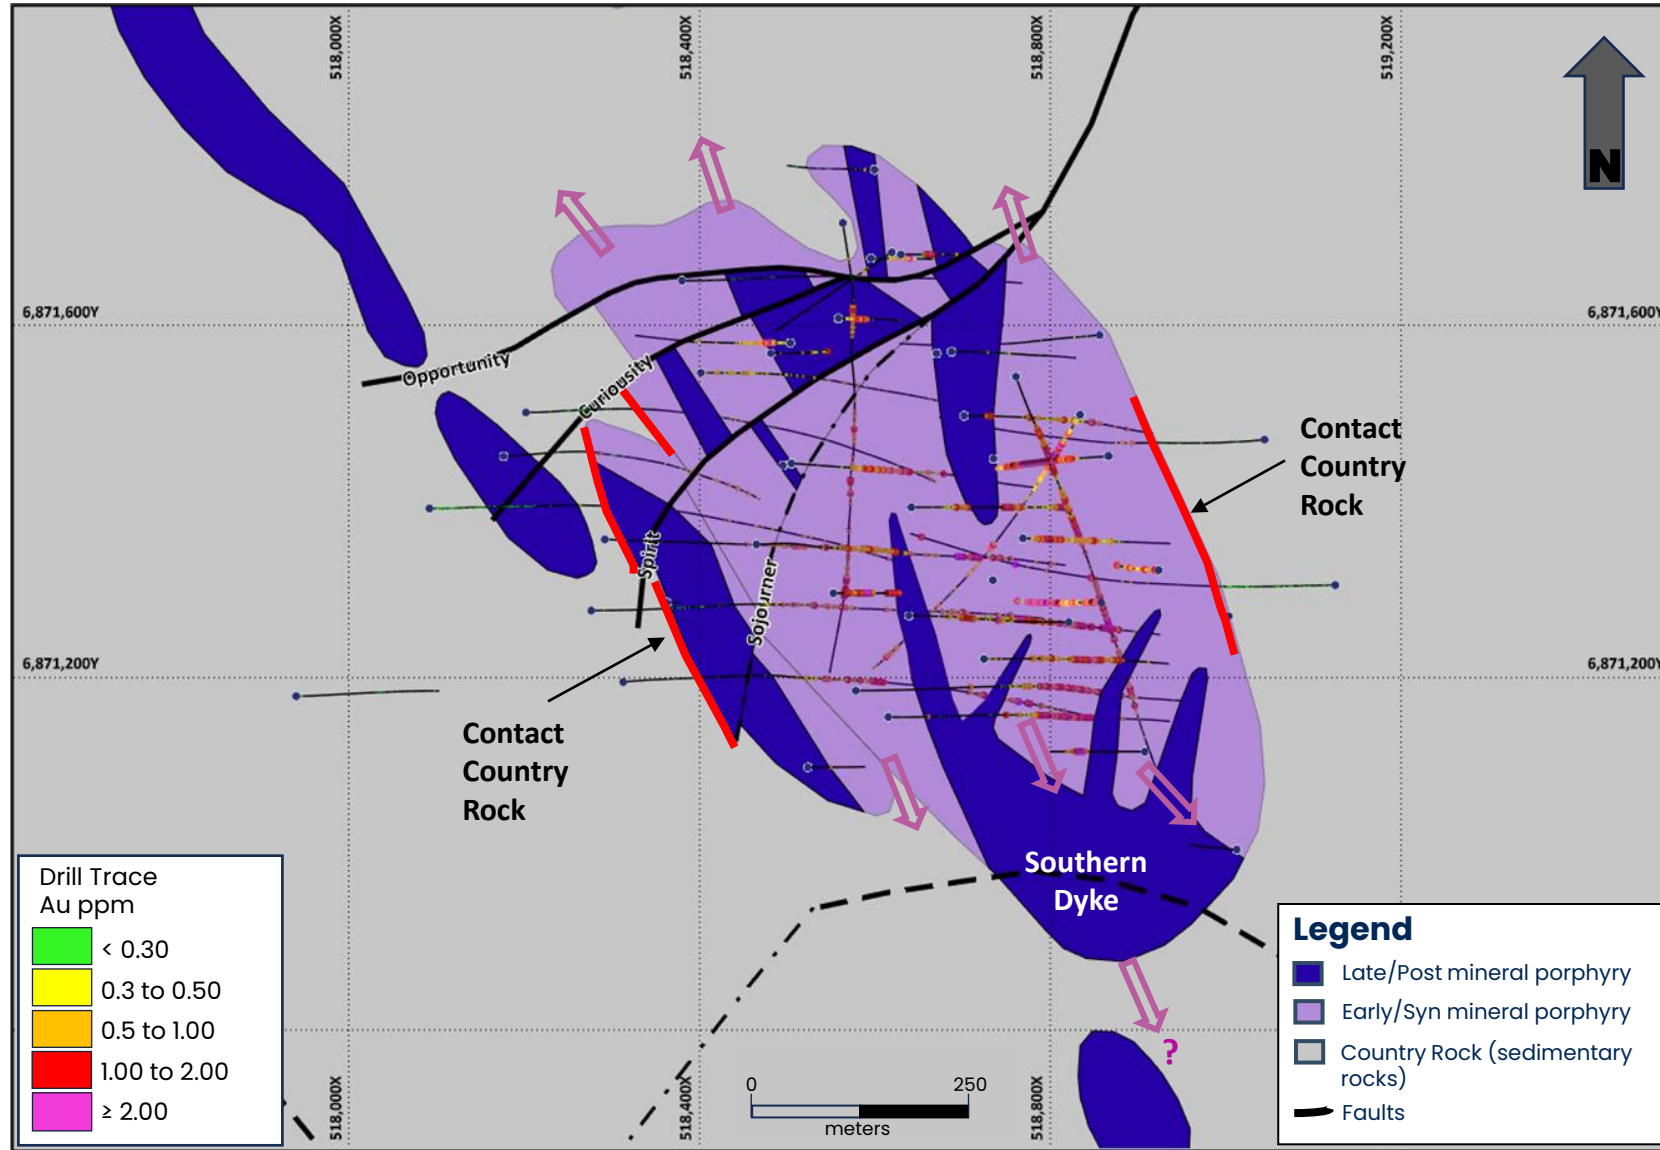 518,000X
518,400X
518,800X
519,200X
N
6,871,600Y
6,871,600Y
Opportunity
Curiousity
Contact
Country
Rock
Spirit
Sojourner
6,871,200Y
6,871,200Y
Contact
Country
Rock
Southern
Dyke
?
Drill Trace
Au ppm
< 0.30
0.3 to 0.50
0.5 to 1.00
1.00 to 2.00
≥ 2.00
518,000X
518,400X
518,800X
0 250
meters
Legend
Late/Post mineral porphyry
Early/Syn mineral porphyry
Country Rock (sedimentary
rocks)
Faults